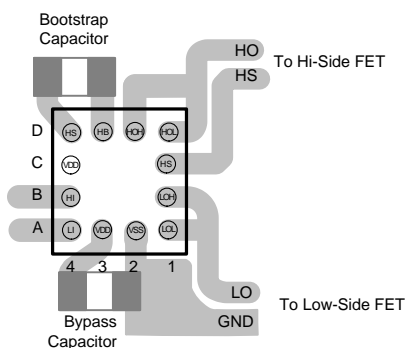 Bootstrap
Capacitor
HO
HS
To Hi-Side FET
D
HS
HB
HOH
HOL
C
VDD
HS
B
HI
LOH
A
LI
VDD
VSS
LOL
4
3
2
1
LO
GND
To Low-Side FET
Bypass
Capacitor